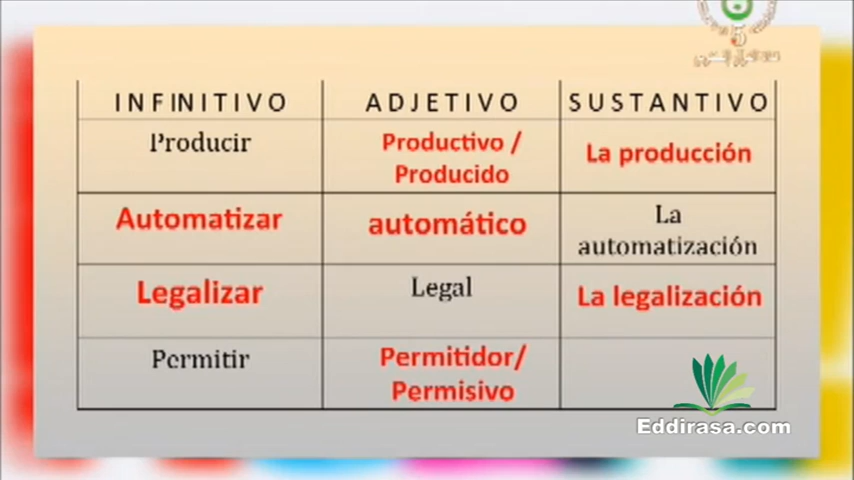 INFINITIVO ADJETIVO SUSTANTIVO
Producir
Productivo /
Producido
La producción
Automatizar
automático
La
automatización
Legalizar
Legal
La legalización
Permitir
Permitidor/
Permisivo
Eddirasa.com
5